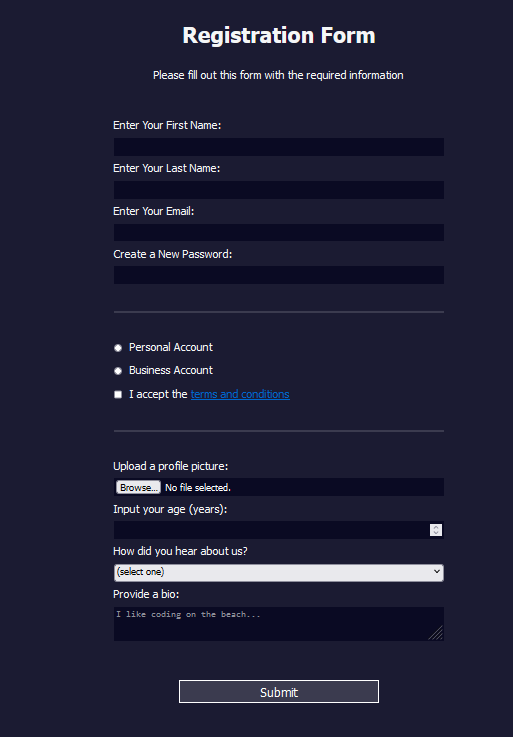 Registration Form
Please fill out this form with the required information
Enter Your First Name:
Enter Your Last Name:
Enter Your Email:
Create a New Password:
Personal Account
Business Account
I accept the terms and conditions
Upload a profile picture:
Browse... No file selected.
Input your age (years):
How did you hear about us?
(select one)
Provide a bio:
I like coding on the beach...
Submit